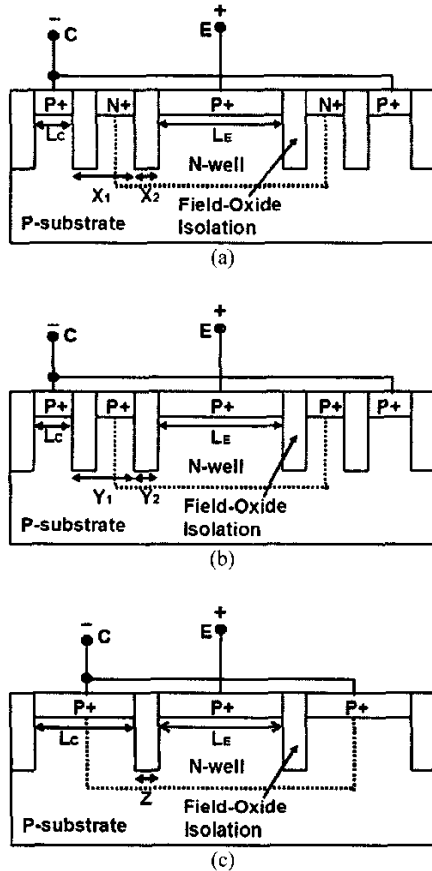 − C
E +
P+ N+ P+ N+ P+
LC LE
N-well
X1 X2
Field-Oxide
Isolation
P-substrate
(a)
− C
E +
P+ P+ P+ P+ P+
LC LE
N-well
Y1 Y2
Field-Oxide
Isolation
P-substrate
(b)
− C
E +
P+ P+ P+
LC LE
N-well
Z
Field-Oxide
Isolation
P-substrate
(c)